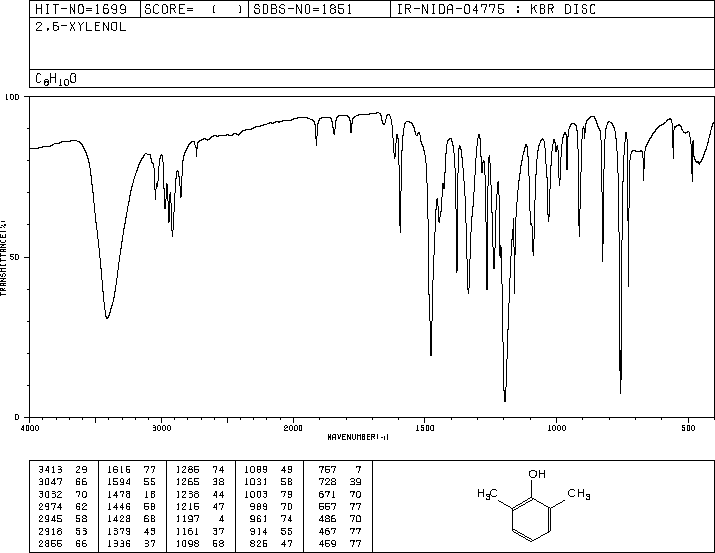 HIT-NO=1699 SCORE= ( ) SDBS-NO=1851 IR-NIDA-04775 : KBR DISC
2,6-XYLENOL
C8H10O
100
50
0
TRANSMITTANCE(%)
4000 3000 2000 1500 1000 500
WAVENUMBER(-1)
3413 29 1615 77 1286 74 1089 49 767 7
3047 66 1594 55 1265 38 1031 58 728 39
3032 70 1478 18 1238 44 1003 79 671 70
2974 62 1446 58 1215 47 989 70 557 77
2945 58 1428 68 1197 4 961 74 486 70
2918 53 1379 43 1161 37 914 55 467 77
2855 66 1336 37 1098 68 826 47 459 77
OH
H3C CH3